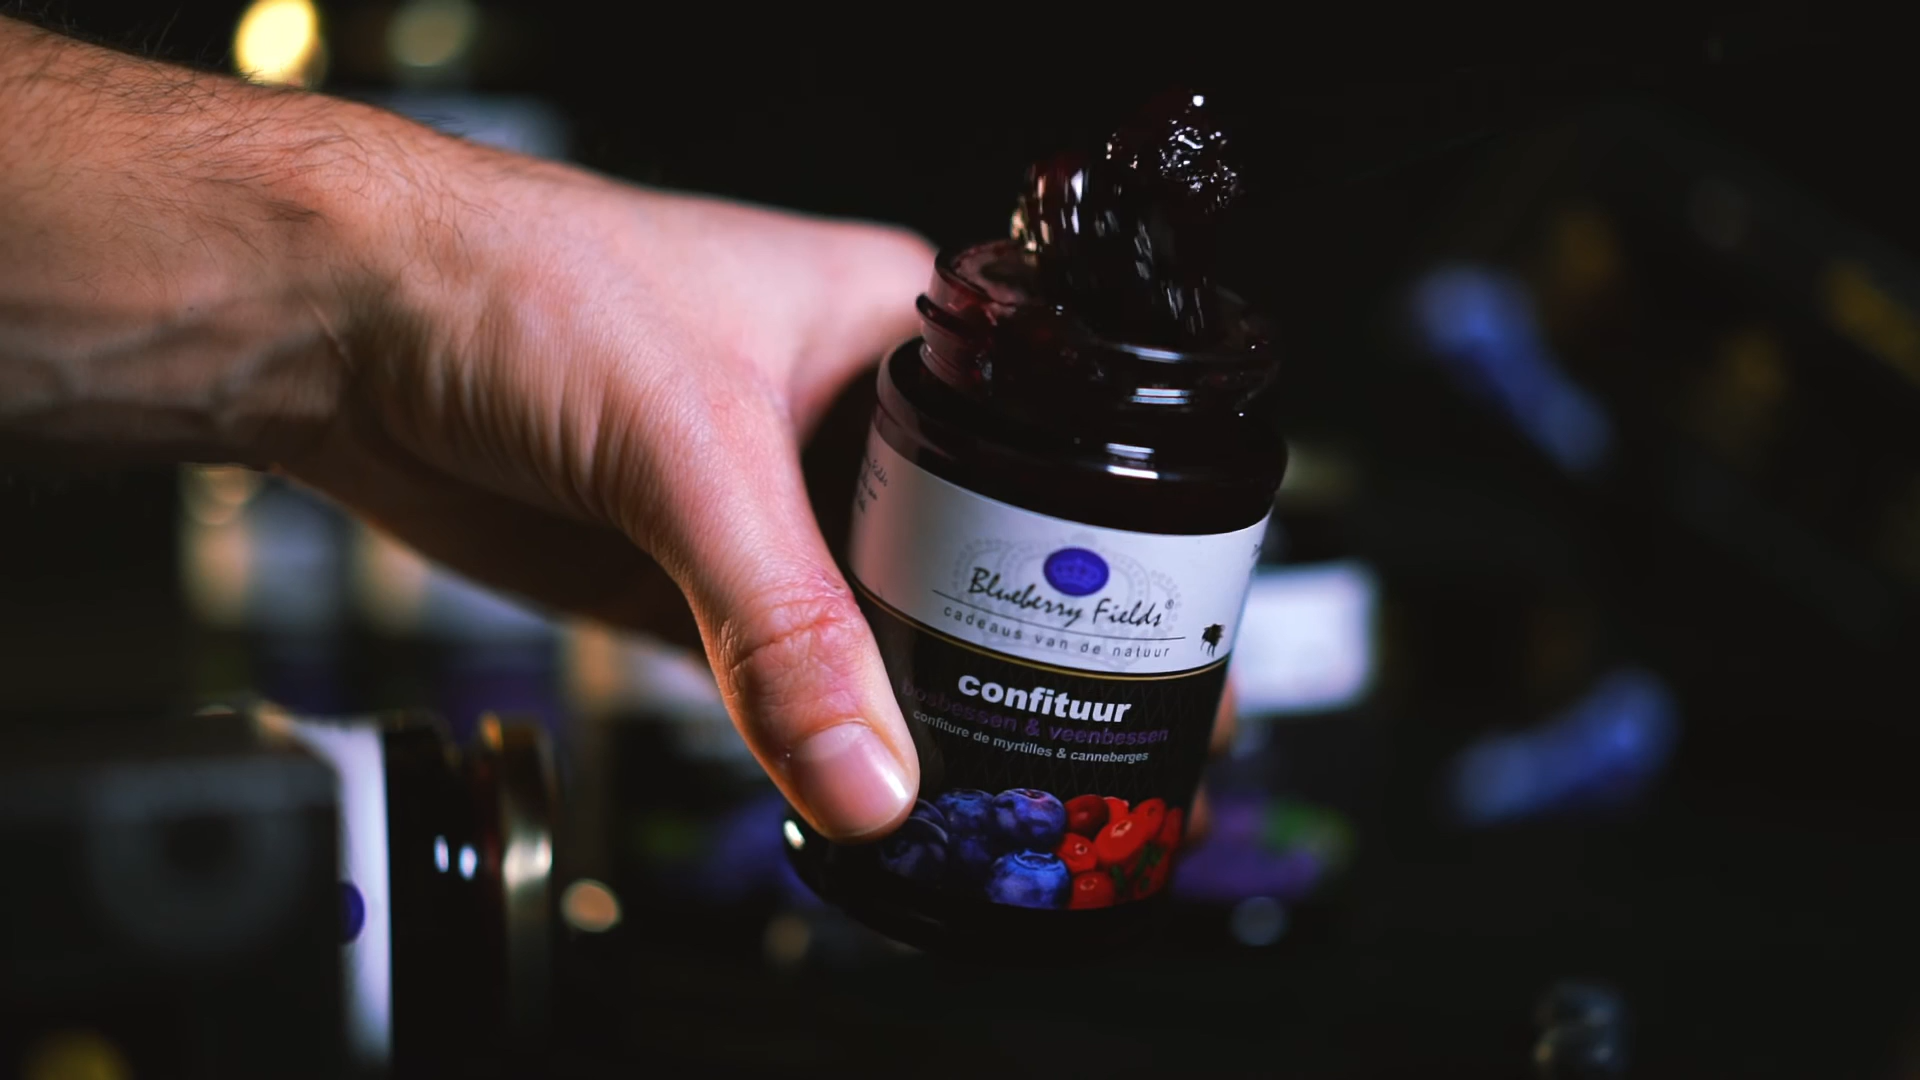 Blueberry Fields®
cadeaus van de natuur
confituur
bosbessen & veenbessen
confiture de myrtilles & canneberges